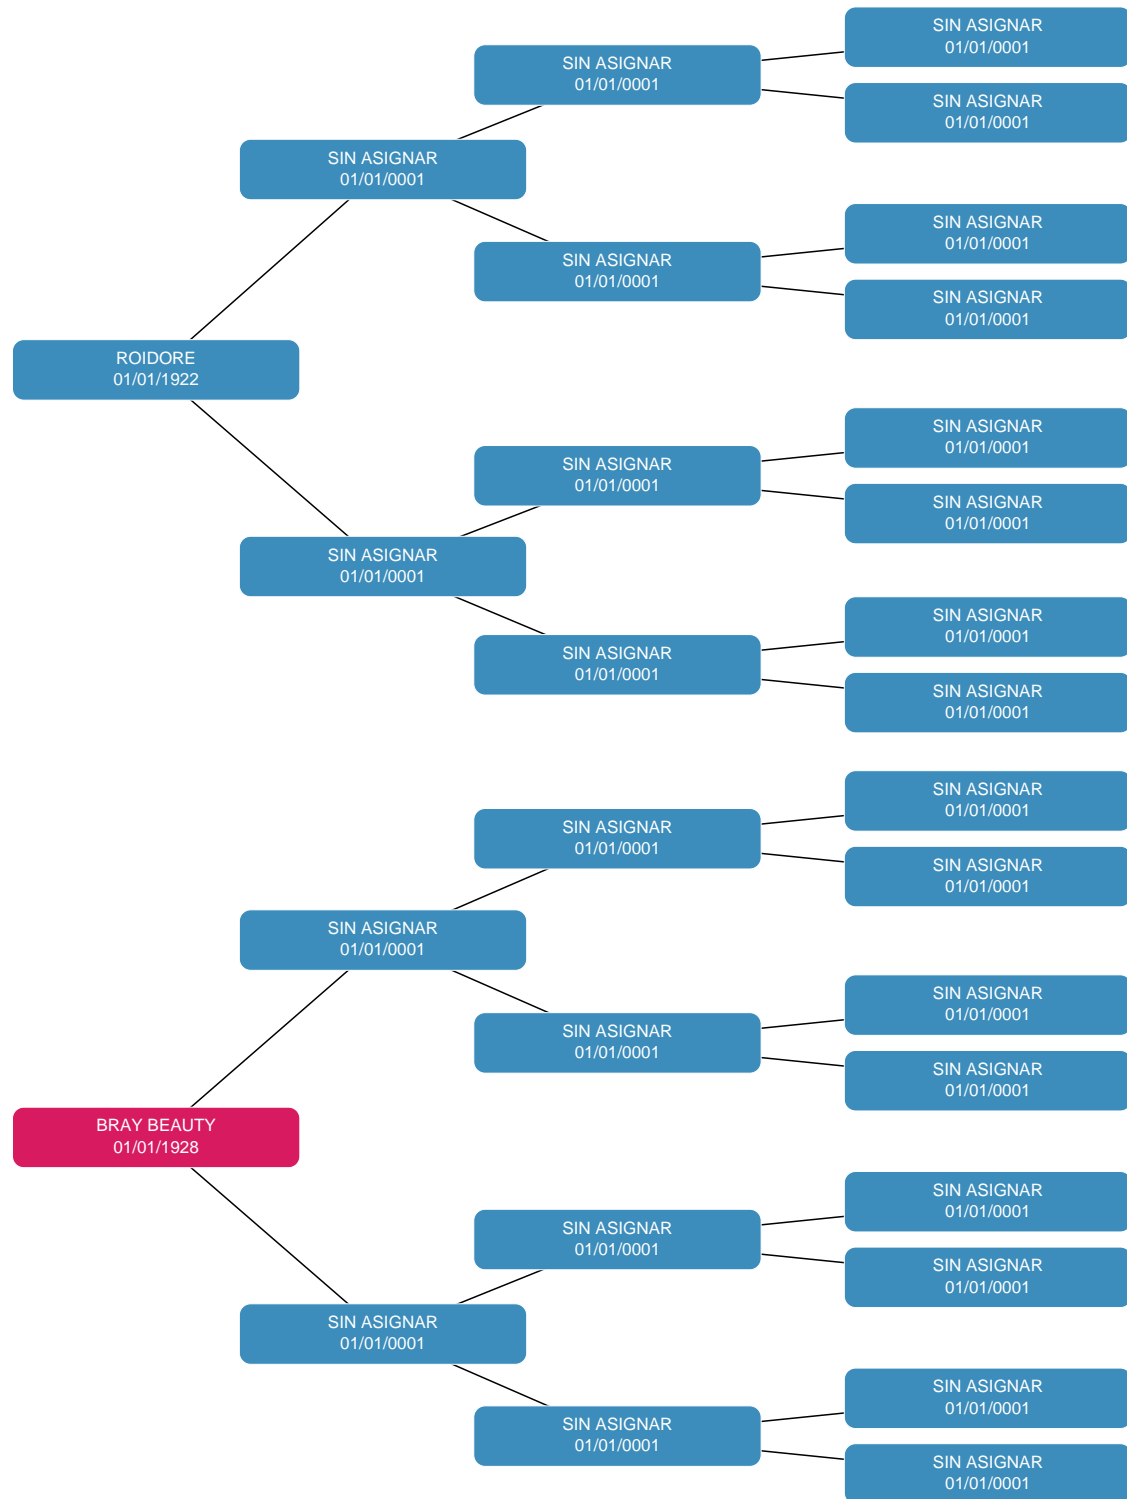 SIN ASIGNAR
01/01/0001
SIN ASIGNAR
01/01/0001
SIN ASIGNAR
01/01/0001
SIN ASIGNAR
01/01/0001
SIN ASIGNAR
01/01/0001
SIN ASIGNAR
01/01/0001
SIN ASIGNAR
01/01/0001
ROIDORE
01/01/1922
SIN ASIGNAR
01/01/0001
SIN ASIGNAR
01/01/0001
SIN ASIGNAR
01/01/0001
SIN ASIGNAR
01/01/0001
SIN ASIGNAR
01/01/0001
SIN ASIGNAR
01/01/0001
SIN ASIGNAR
01/01/0001
SIN ASIGNAR
01/01/0001
SIN ASIGNAR
01/01/0001
SIN ASIGNAR
01/01/0001
SIN ASIGNAR
01/01/0001
SIN ASIGNAR
01/01/0001
SIN ASIGNAR
01/01/0001
SIN ASIGNAR
01/01/0001
BRAY BEAUTY
01/01/1928
SIN ASIGNAR
01/01/0001
SIN ASIGNAR
01/01/0001
SIN ASIGNAR
01/01/0001
SIN ASIGNAR
01/01/0001
SIN ASIGNAR
01/01/0001
SIN ASIGNAR
01/01/0001
SIN ASIGNAR
01/01/0001